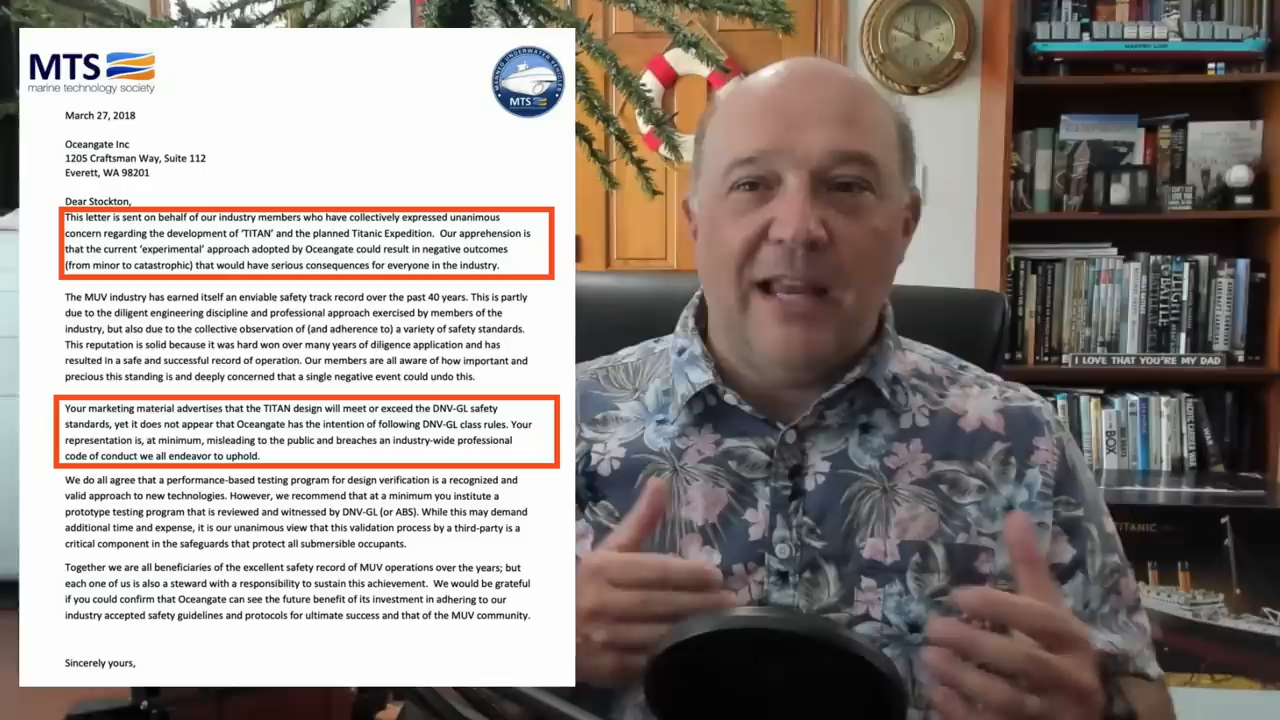 MTS
marine technology society
MANNED UNDERWATER VEHICLES
MTS
March 27, 2018
Oceangate Inc
1205 Craftsman Way, Suite 112
Everett, WA 98201
Dear Stockton,
This letter is sent on behalf of our industry members who have collectively expressed unanimous
concern regarding the development of 'TITAN' and the planned Titanic Expedition. Our apprehension is
that the current 'experimental' approach adopted by Oceangate could result in negative outcomes
(from minor to catastrophic) that would have serious consequences for everyone in the industry.
The MUV industry has earned itself an enviable safety track record over the past 40 years. This is partly
due to the diligent engineering discipline and professional approach exercised by members of the
industry, but also due to the collective observation of (and adherence to) a variety of safety standards.
This reputation is solid because it was hard won over many years of diligence application and has
resulted in a safe and successful record of operation. Our members are all aware of how important and
precious this standing is and deeply concerned that a single negative event could undo this.
Your marketing material advertises that the TITAN design will meet or exceed the DNV-GL safety
standards, yet it does not appear that Oceangate has the intention of following DNV-GL class rules. Your
representation is, at minimum, misleading to the public and breaches an industry-wide professional
code of conduct we all endeavor to uphold.
We do all agree that a performance-based testing program for design verification is a recognized and
valid approach to new technologies. However, we recommend that at a minimum you institute a
prototype testing program that is reviewed and witnessed by DNV-GL (or ABS). While this may demand
additional time and expense, it is our unanimous view that this validation process by a third-party is a
critical component in the safeguards that protect all submersible occupants.
Together we are all beneficiaries of the excellent safety record of MUV operations over the years; but
each one of us is also a steward with a responsibility to sustain this achievement. We would be grateful
if you could confirm that Oceangate can see the future benefit of its investment in adhering to our
industry accepted safety guidelines and protocols for ultimate success and that of the MUV community.
Sincerely yours,
MAERSK LINE
I LOVE THAT YOU'RE MY DAD
THE
BOX
TITANIC